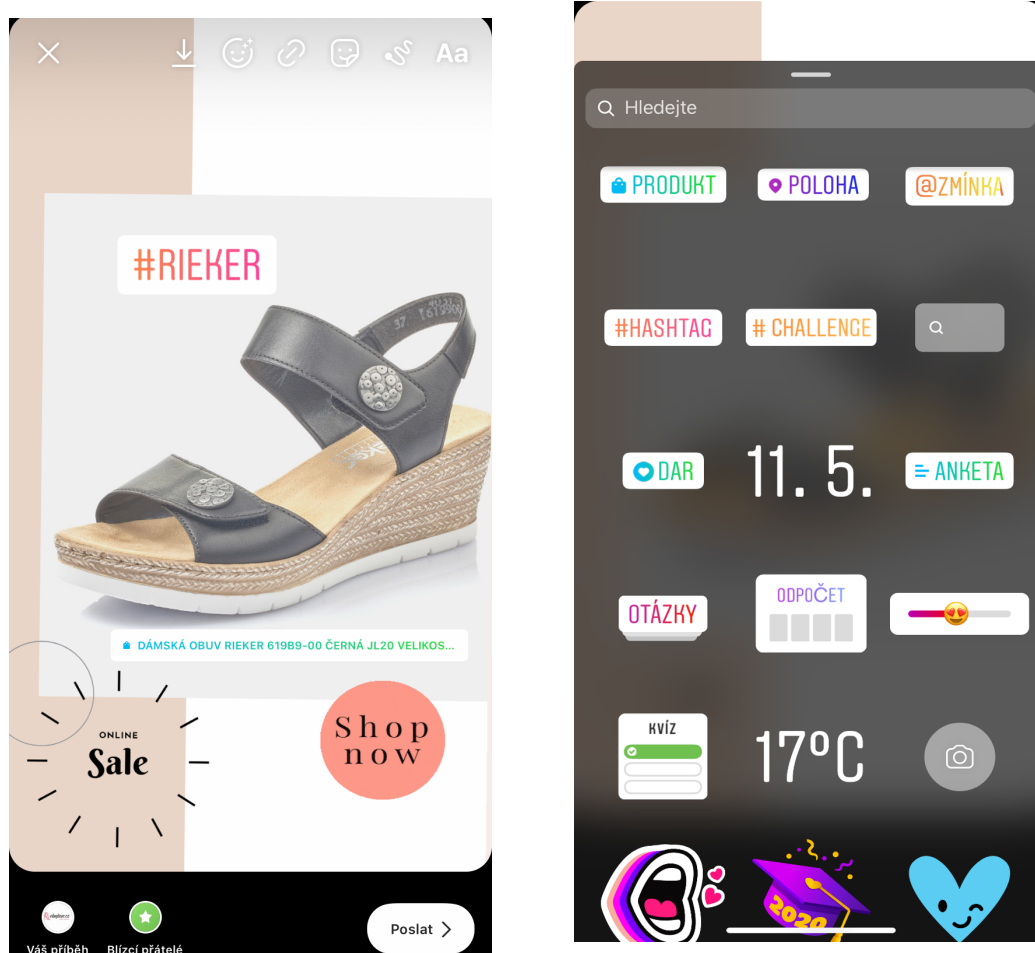 Aa
#RIEKER
37
DÁMSKÁ OBUV RIEKER 619B9-00 ČERNÁ JL20 VELIKOS...
ONLINE
Sale
Shop
now
Váš příběh
Blízcí přátelé
Poslat
Hledejte
PRODUKT
POLOHA
@ZMÍNKA
#HASHTAG
# CHALLENGE
DAR
11. 5.
ANKETA
OTÁZKY
ODPOČET
KVÍZ
17°C
2020